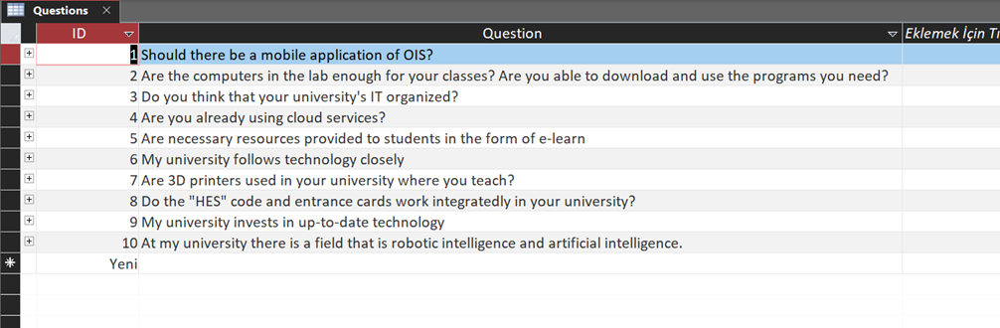 Questions
ID Question Eklemek İçin Tı
1 Should there be a mobile application of OIS?
2 Are the computers in the lab enough for your classes? Are you able to download and use the programs you need?
3 Do you think that your university's IT organized?
4 Are you already using cloud services?
5 Are necessary resources provided to students in the form of e-learn
6 My university follows technology closely
7 Are 3D printers used in your university where you teach?
8 Do the "HES" code and entrance cards work integratedly in your university?
9 My university invests in up-to-date technology
10 At my university there is a field that is robotic intelligence and artificial intelligence.
Yeni